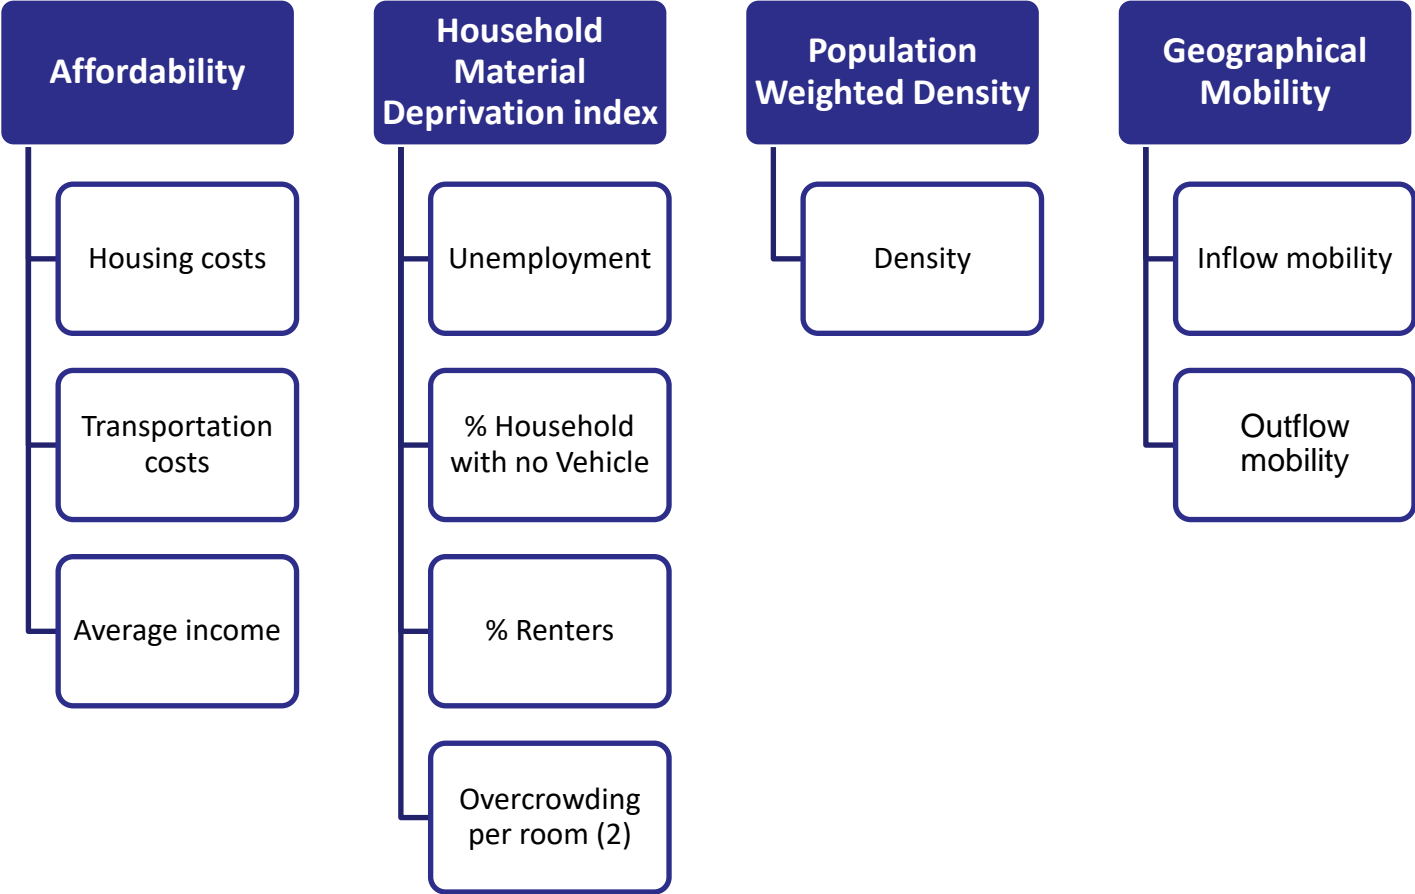 Affordability
Housing costs
Transportation
costs
Average income
Household
Material
Deprivation index
Unemployment
% Household
with no Vehicle
% Renters
Overcrowding
per room (2)
Population
Weighted Density
Density
Geographical
Mobility
Inflow mobility
Outflow
mobility